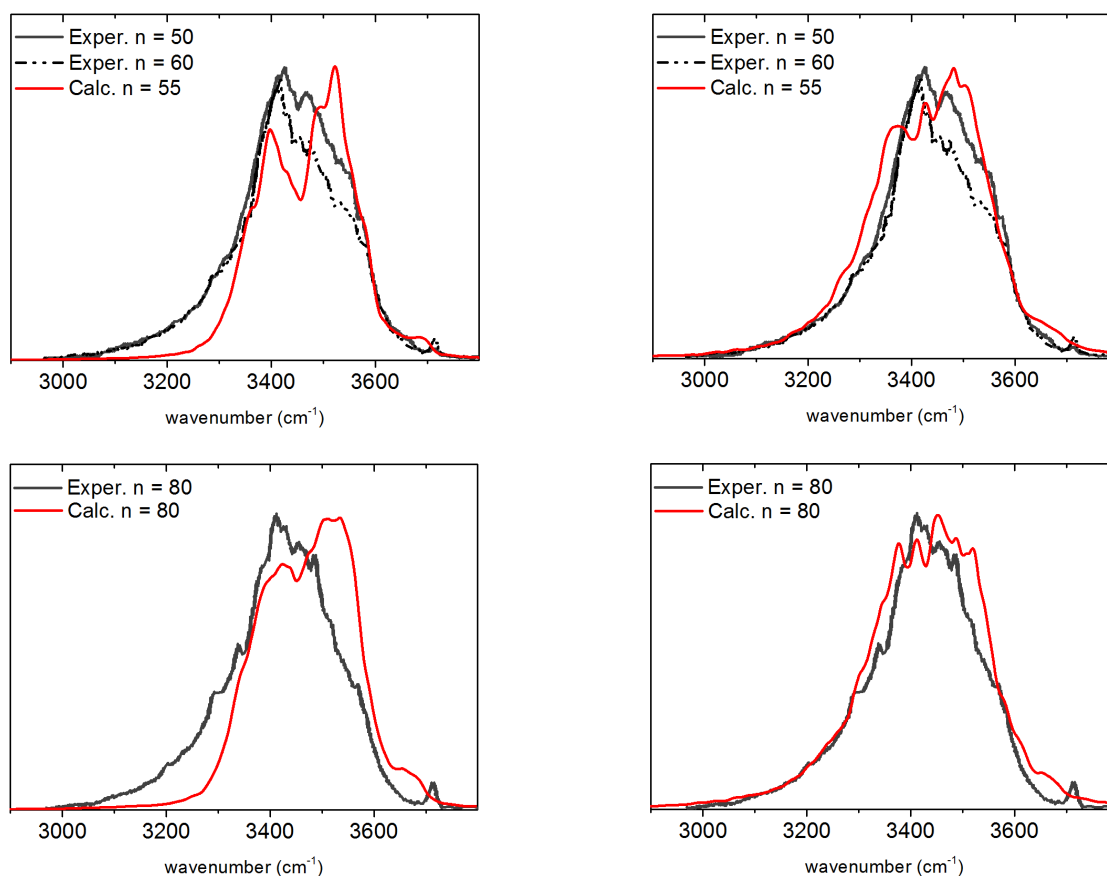 Exper. n = 50
Exper. n = 60
Calc. n = 55
3000 3200 3400 3600
wavenumber (cm⁻¹)
Exper. n = 50
Exper. n = 60
Calc. n = 55
3000 3200 3400 3600
wavenumber (cm⁻¹)
Exper. n = 80
Calc. n = 80
3000 3200 3400 3600
wavenumber (cm⁻¹)
Exper. n = 80
Calc. n = 80
3000 3200 3400 3600
wavenumber (cm⁻¹)